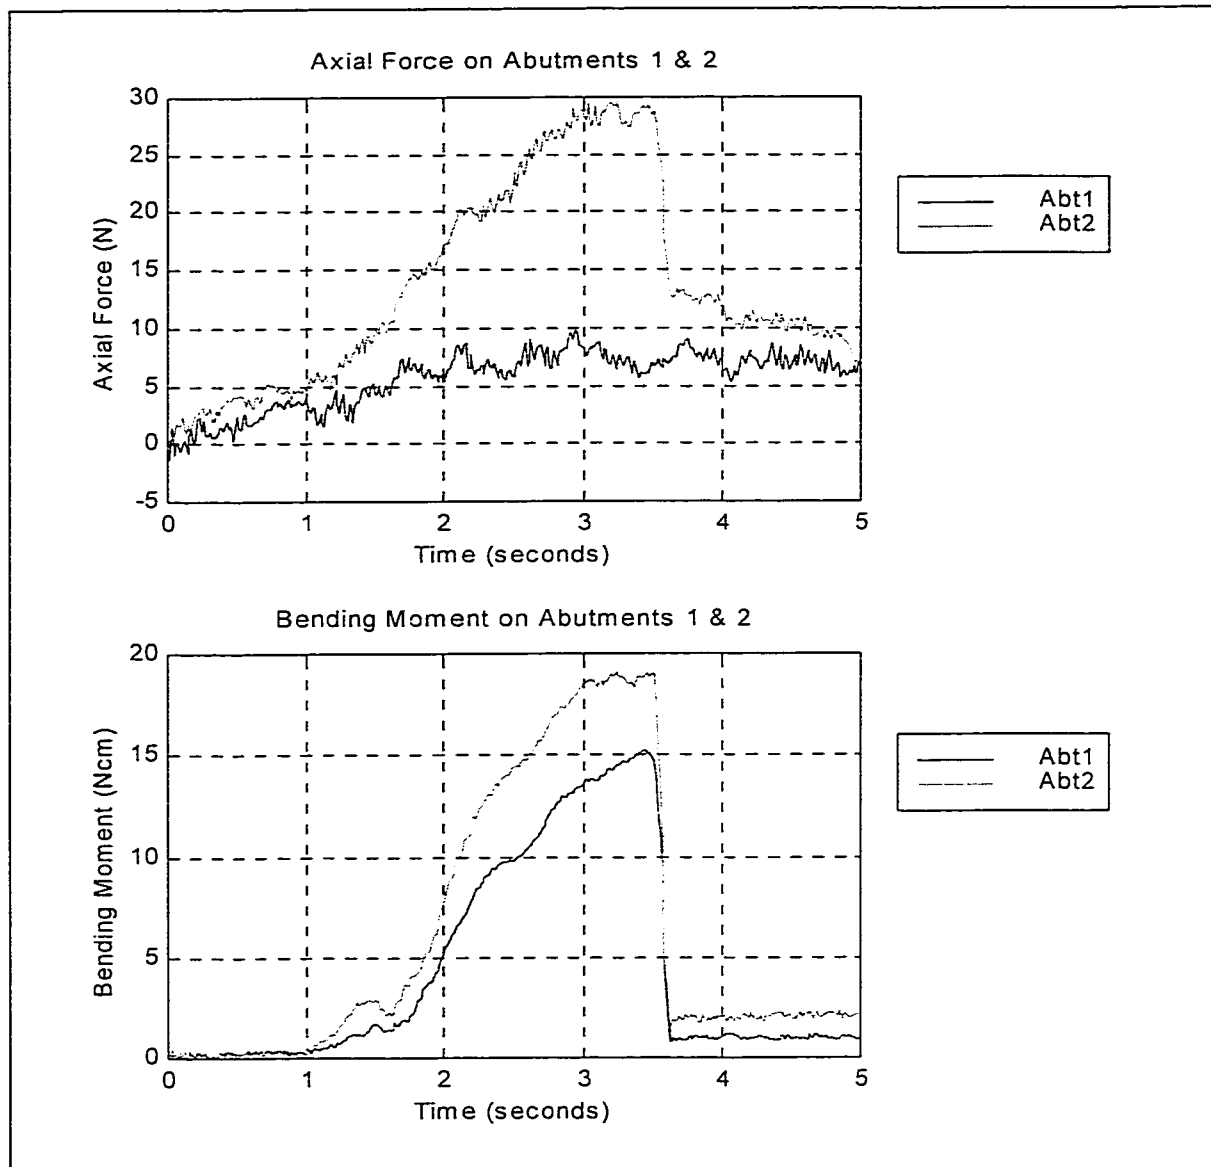 Axial Force on Abutments 1 & 2
30
25
20
15
10
5
0
-5
Axial Force (N)
0 1 2 3 4 5
Time (seconds)
Abt1
Abt2
Bending Moment on Abutments 1 & 2
20
15
10
5
0
Bending Moment (Ncm)
0 1 2 3 4 5
Time (seconds)
Abt1
Abt2